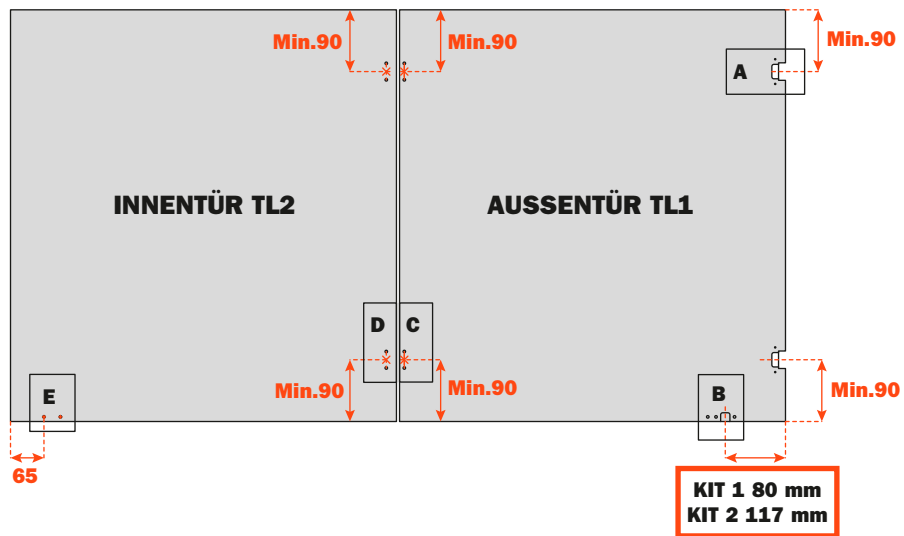 Min.90
Min.90
Min.90
A
INNENTÜR TL2
AUSSENTÜR TL1
D
C
E
Min.90
Min.90
B
Min.90
65
KIT 1 80 mm
KIT 2 117 mm